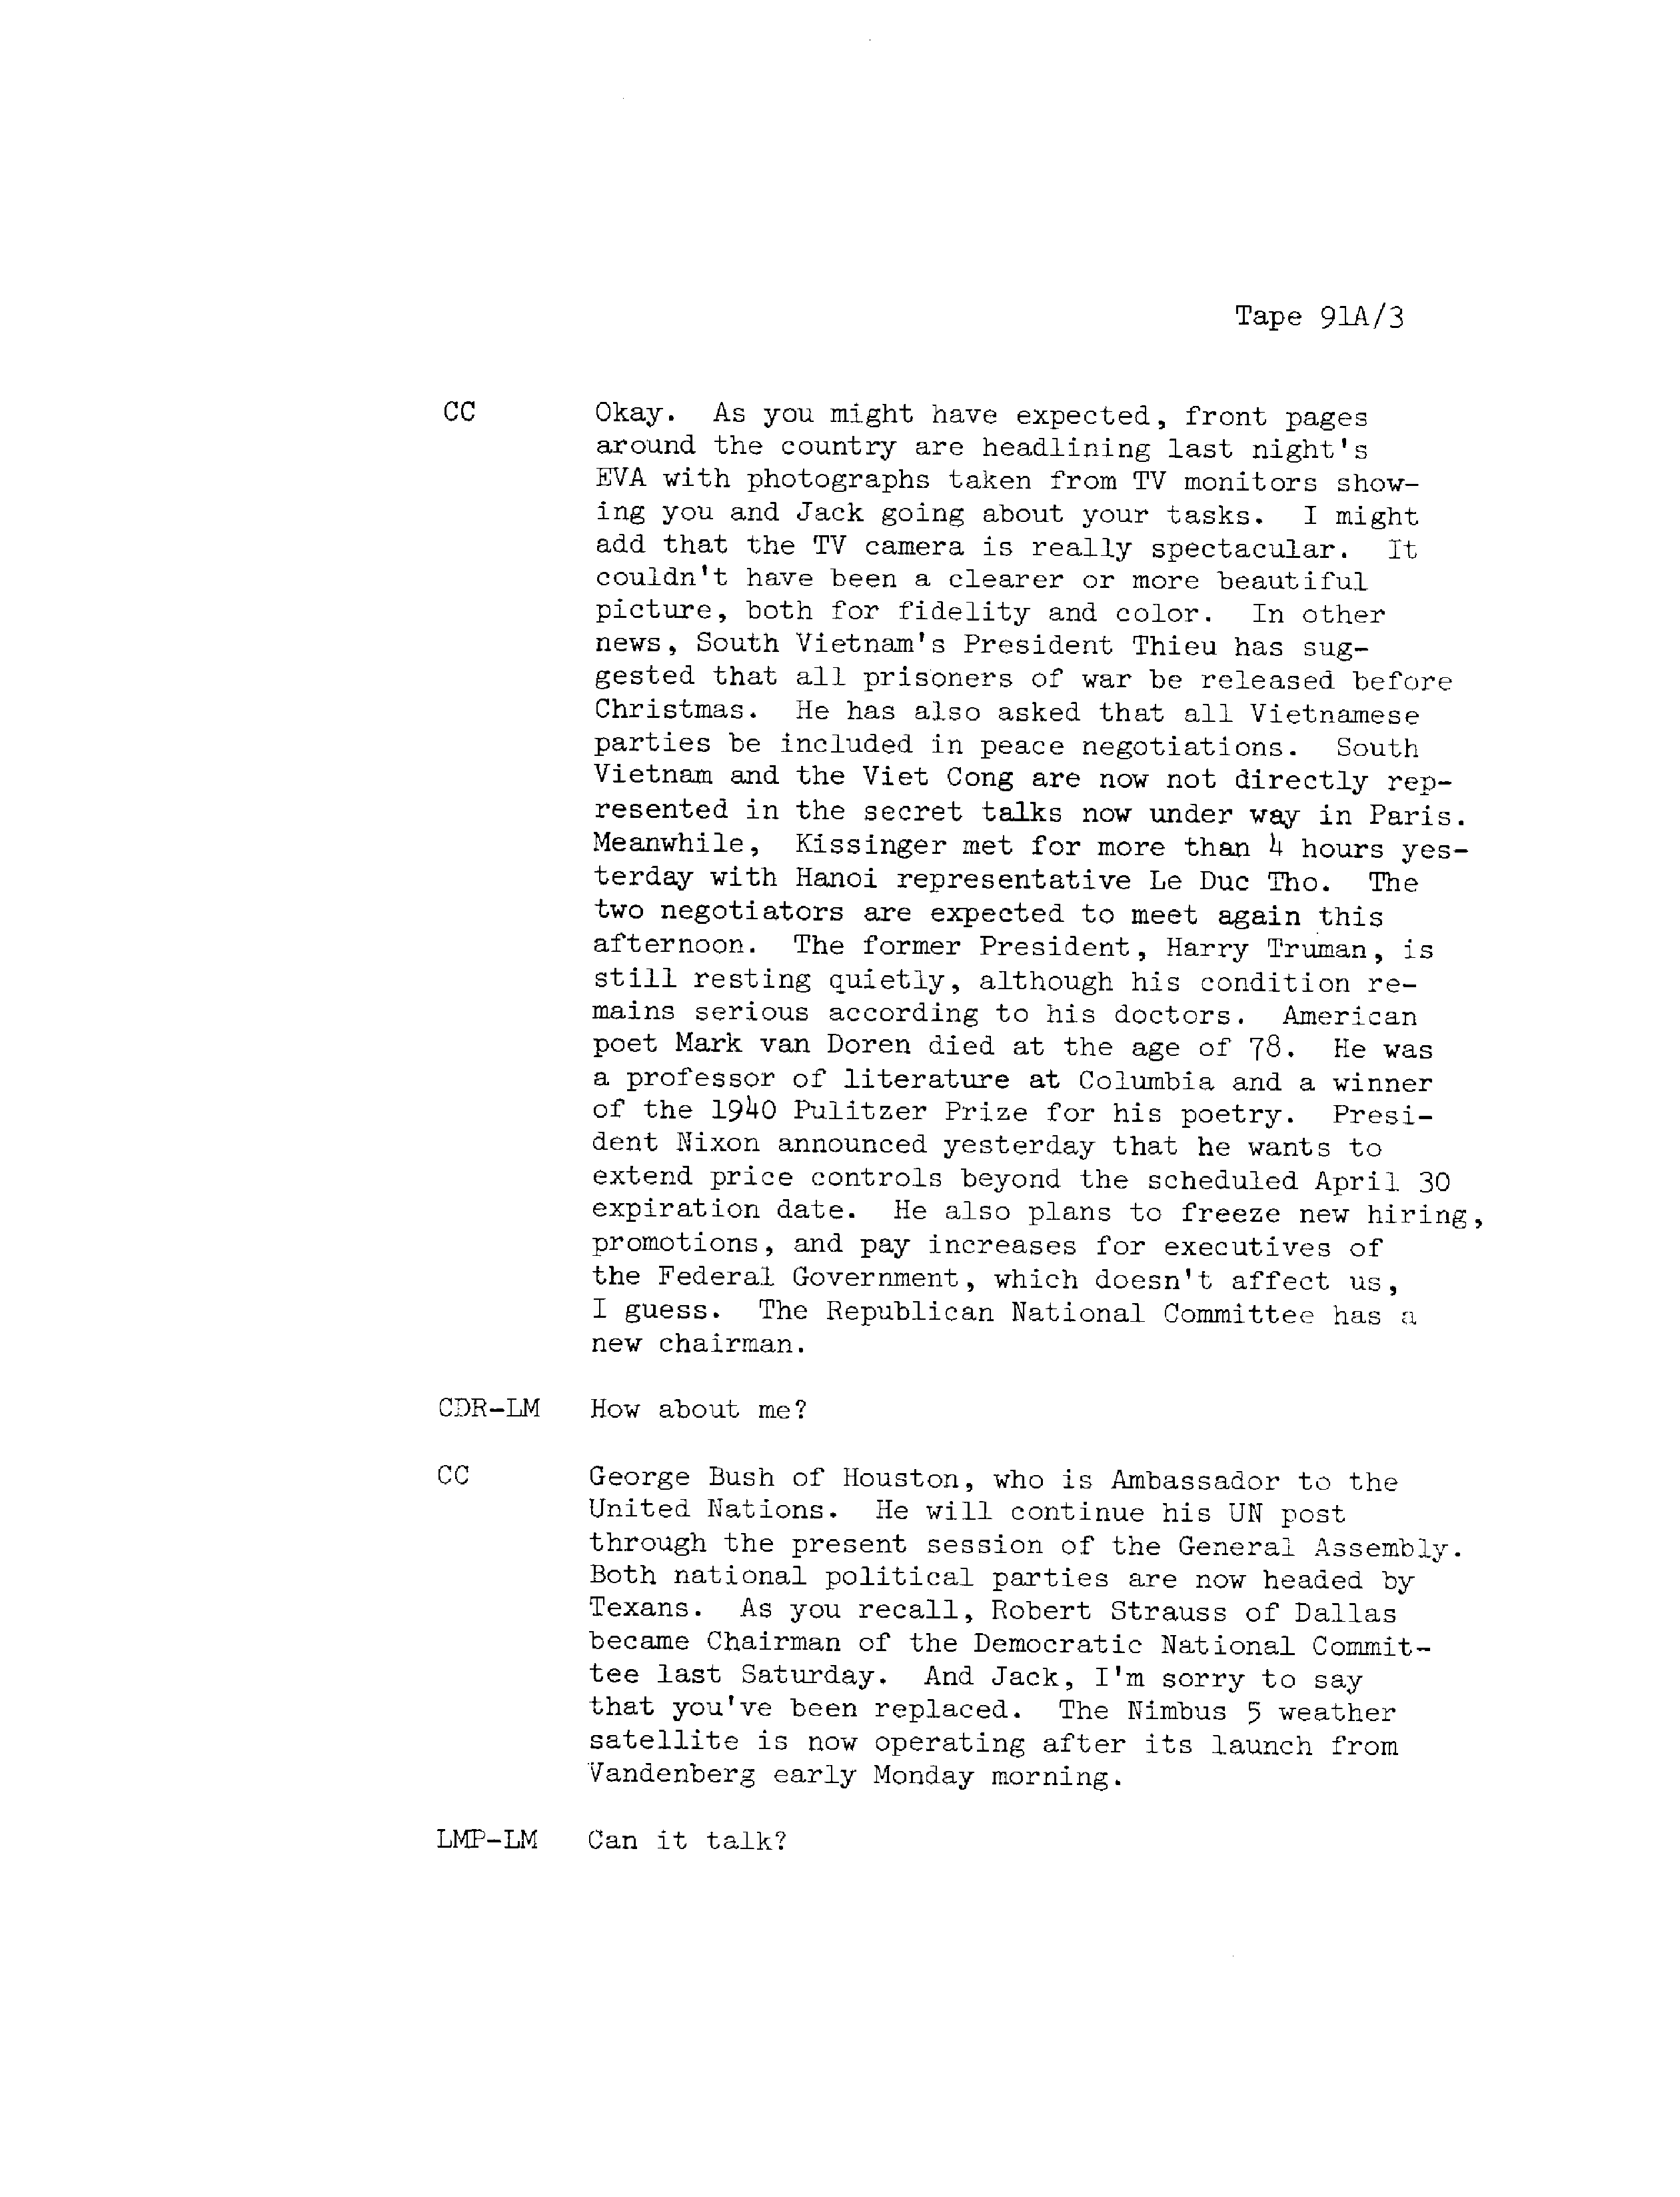 Tape 91A/3
CC Okay. As you might have expected, front pages
around the country are headlining last night's
EVA with photographs taken from TV monitors show-
ing you and Jack going about your tasks. I might
add that the TV camera is really spectacular. It
couldn't have been a clearer or more beautiful
picture, both for fidelity and color. In other
news, South Vietnam's President Thieu has sug-
gested that all prisoners of war be released before
Christmas. He has also asked that all Vietnamese
parties be included in peace negotiations. South
Vietnam and the Viet Cong are now not directly rep-
resented in the secret talks now under way in Paris.
Meanwhile, Kissinger met for more than 4 hours yes-
terday with Hanoi representative Le Duc Tho. The
two negotiators are expected to meet again this
afternoon. The former President, Harry Truman, is
still resting quietly, although his condition re-
mains serious according to his doctors. American
poet Mark van Doren died at the age of 78. He was
a professor of literature at Columbia and a winner
of the 1940 Pulitzer Prize for his poetry. Presi-
dent Nixon announced yesterday that he wants to
extend price controls beyond the scheduled April 30
expiration date. He also plans to freeze new hiring,
promotions, and pay increases for executives of
the Federal Government, which doesn't affect us,
I guess. The Republican National Committee has a
new chairman.
CDR-LM How about me?
CC George Bush of Houston, who is Ambassador to the
United Nations. He will continue his UN post
through the present session of the General Assembly.
Both national political parties are now headed by
Texans. As you recall, Robert Strauss of Dallas
became Chairman of the Democratic National Commit-
tee last Saturday. And Jack, I'm sorry to say
that you've been replaced. The Nimbus 5 weather
satellite is now operating after its launch from
Vandenberg early Monday morning.
LMP-LM Can it talk?